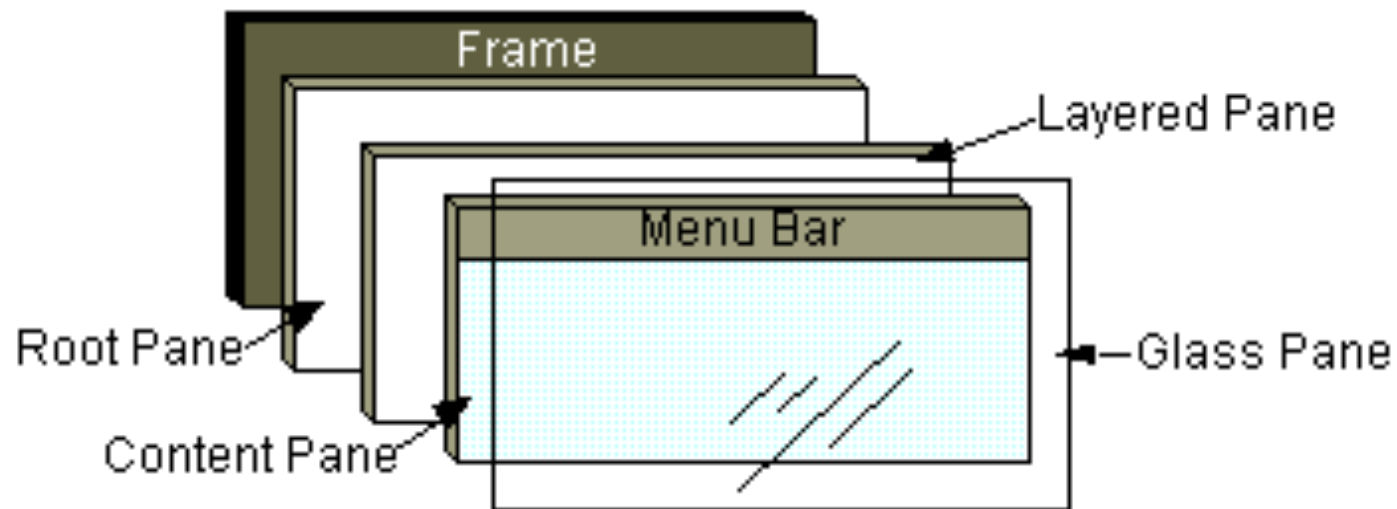 Frame
Layered Pane
Menu Bar
Root Pane
Glass Pane
Content Pane